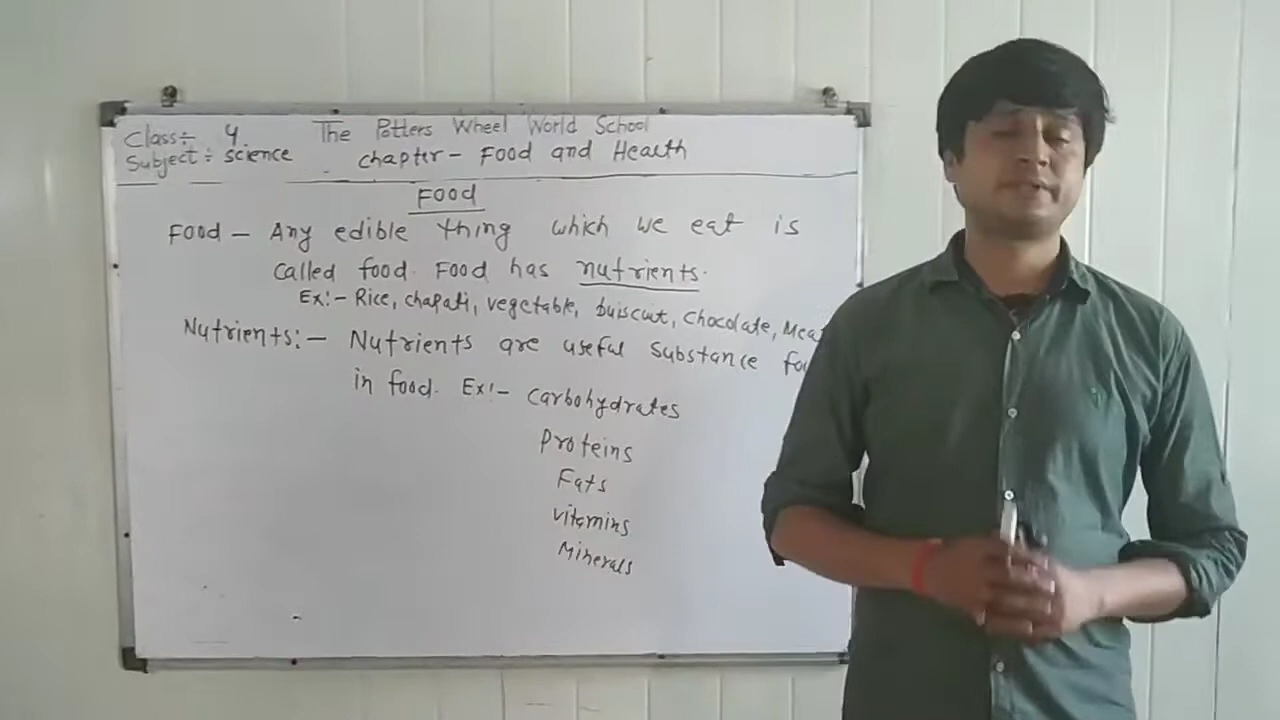 Class÷ 4 The Potters Wheel World School
Subject÷ science chapter- Food and Health
Food
Food - Any edible thing which we eat is
called food. Food has nutrients.
Ex:- Rice, chapati, vegetable, buiscuit, chocolate, Mea
Nutrients:- Nutrients are useful substance fo
in food. Ex:- carbohydrates
Proteins
Fats
vitamins
Minerals